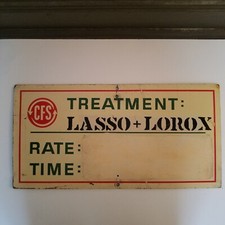 CFS
TREATMENT:
LASSO + LOROX
RATE:
TIME: